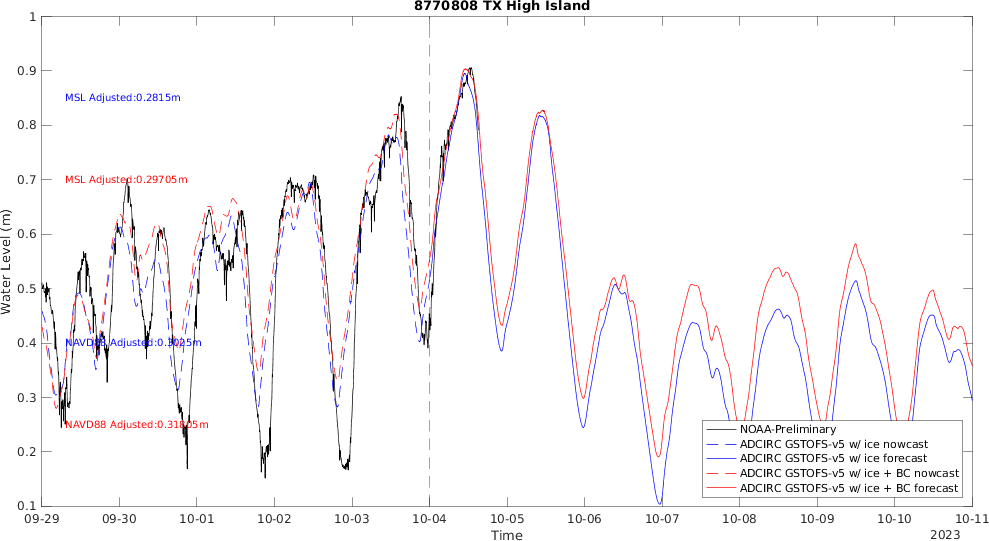 8770808 TX High Island
Water Level (m)
1
0.9
0.8
0.7
0.6
0.5
0.4
0.3
0.2
0.1
MSL Adjusted:0.2815m
MSL Adjusted:0.29705m
NAVD88 Adjusted:0.3025m
NAVD88 Adjusted:0.31805m
NOAA-Preliminary
ADCIRC GSTOFS-v5 w/ ice nowcast
ADCIRC GSTOFS-v5 w/ ice forecast
ADCIRC GSTOFS-v5 w/ ice + BC nowcast
ADCIRC GSTOFS-v5 w/ ice + BC forecast
09-29 09-30 10-01 10-02 10-03 10-04 10-05 10-06 10-07 10-08 10-09 10-10 10-11
Time
2023